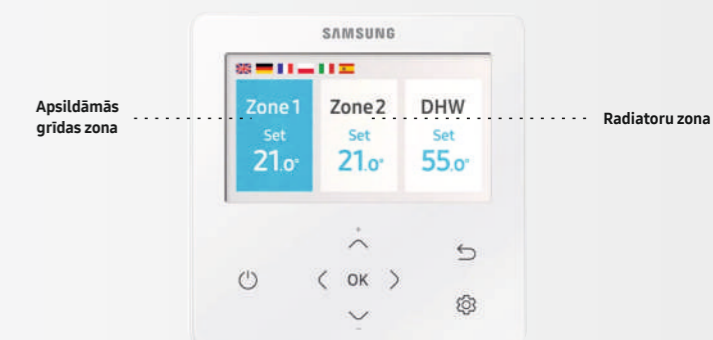 SAMSUNG
Apsildāmās
grīdas zona
Zone 1
Set
21.0°
Zone 2
Set
21.0°
DHW
Set
55.0°
Radiatoru zona
+
OK
-